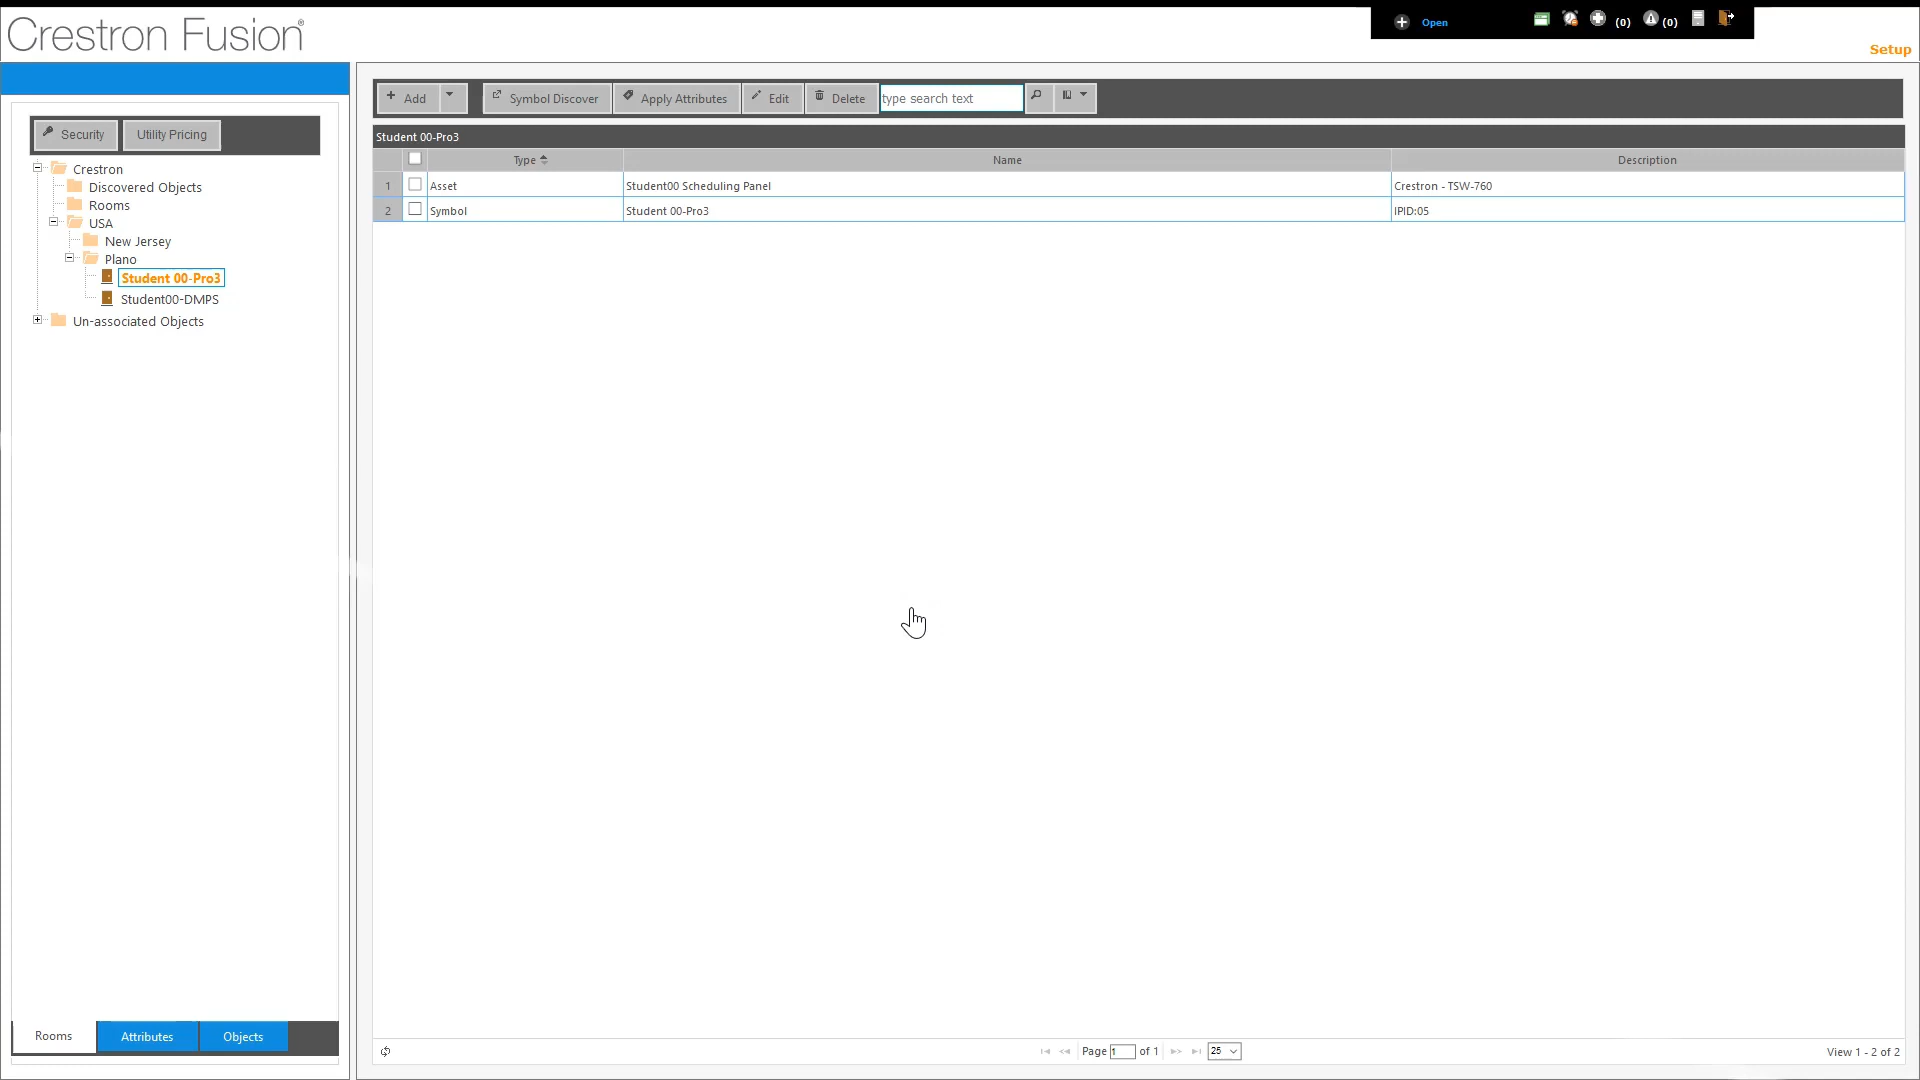 Crestron Fusion®
Open
(0)
(0)
Setup
Security
Utility Pricing
Crestron
Discovered Objects
Rooms
USA
New Jersey
Plano
Student 00-Pro3
Student00-DMPS
Un-associated Objects
Rooms
Attributes
Objects
Add
Symbol Discover
Apply Attributes
Edit
Delete
type search text
Student 00-Pro3
Type Name Description
1 Asset Student00 Scheduling Panel Crestron - TSW-760
2 Symbol Student 00-Pro3 IPID:05
Page 1 of 1 25
View 1 - 2 of 2